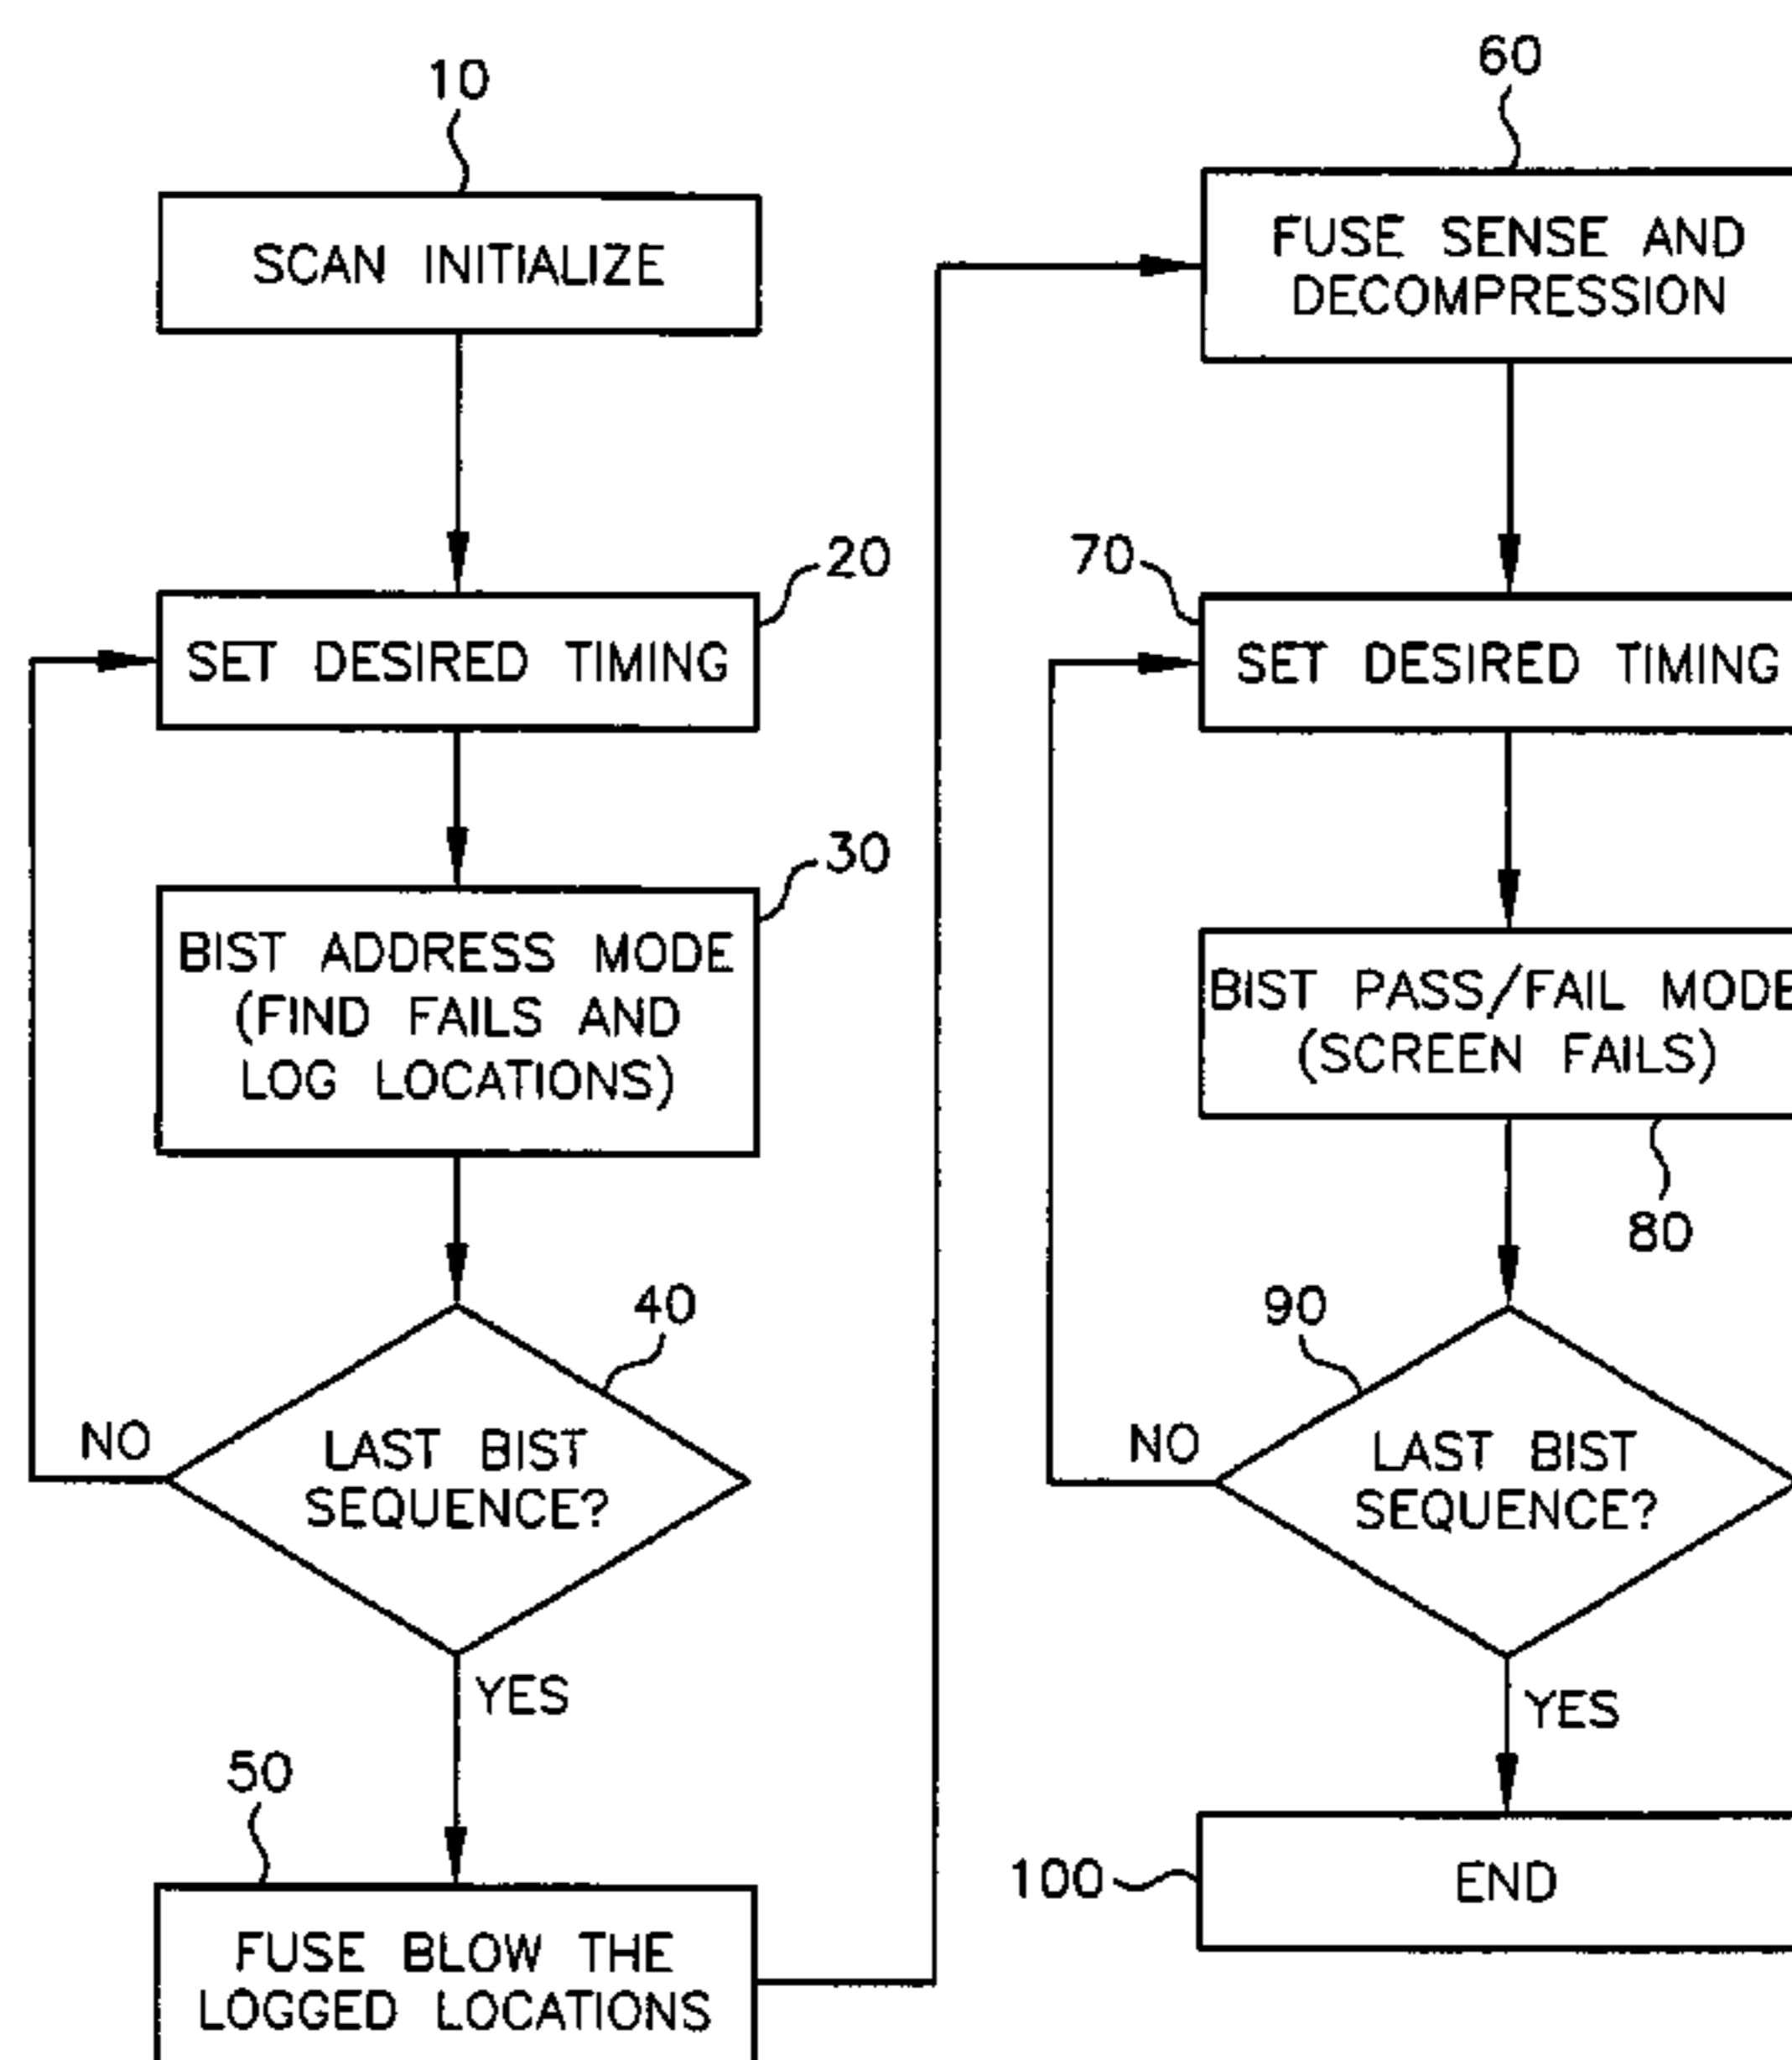 10
SCAN INITIALIZE
20
SET DESIRED TIMING
30
BIST ADDRESS MODE
(FIND FAILS AND
LOG LOCATIONS)
40
LAST BIST
SEQUENCE?
NO
YES
50
FUSE BLOW THE
LOGGED LOCATIONS
60
FUSE SENSE AND
DECOMPRESSION
70
SET DESIRED TIMING
BIST PASS/FAIL MODE
(SCREEN FAILS)
80
90
LAST BIST
SEQUENCE?
NO
YES
100
END